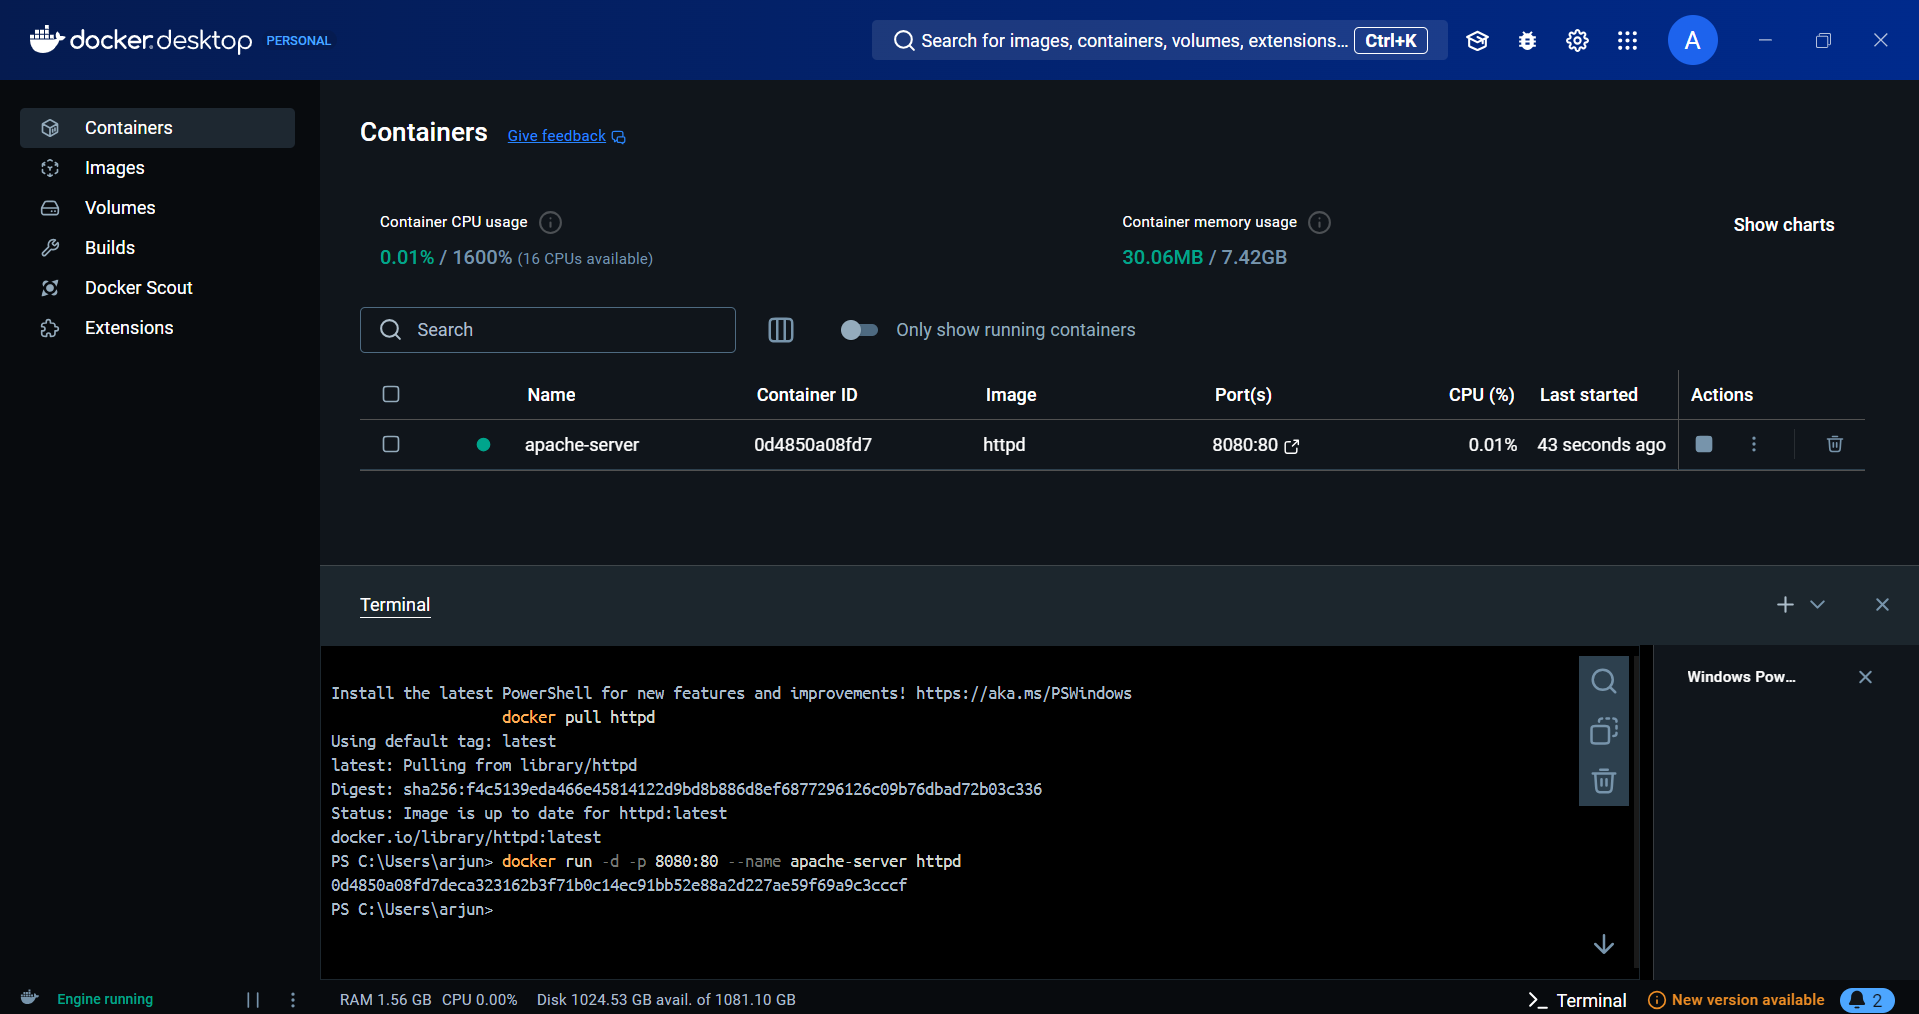 docker.desktop PERSONAL
Search for images, containers, volumes, extensions... Ctrl+K
A
Containers
Images
Volumes
Builds
Docker Scout
Extensions
Containers Give feedback
Container CPU usage
0.01% / 1600% (16 CPUs available)
Container memory usage
30.06MB / 7.42GB
Show charts
Search
Only show running containers
Name Container ID Image Port(s) CPU (%) Last started Actions
apache-server 0d4850a08fd7 httpd 8080:80 0.01% 43 seconds ago
Terminal
Install the latest PowerShell for new features and improvements! https://aka.ms/PSWindows
docker pull httpd
Using default tag: latest
latest: Pulling from library/httpd
Digest: sha256:f4c5139eda466e45814122d9bd8b886d8ef6877296126c09b76dbad72b03c336
Status: Image is up to date for httpd:latest
docker.io/library/httpd:latest
PS C:\Users\arjun> docker run -d -p 8080:80 --name apache-server httpd
0d4850a08fd7deca323162b3f71b0c14ec91bb52e88a2d227ae59f69a9c3cccf
PS C:\Users\arjun>
Windows Pow...
Engine running
RAM 1.56 GB CPU 0.00% Disk 1024.53 GB avail. of 1081.10 GB
Terminal
New version available
2